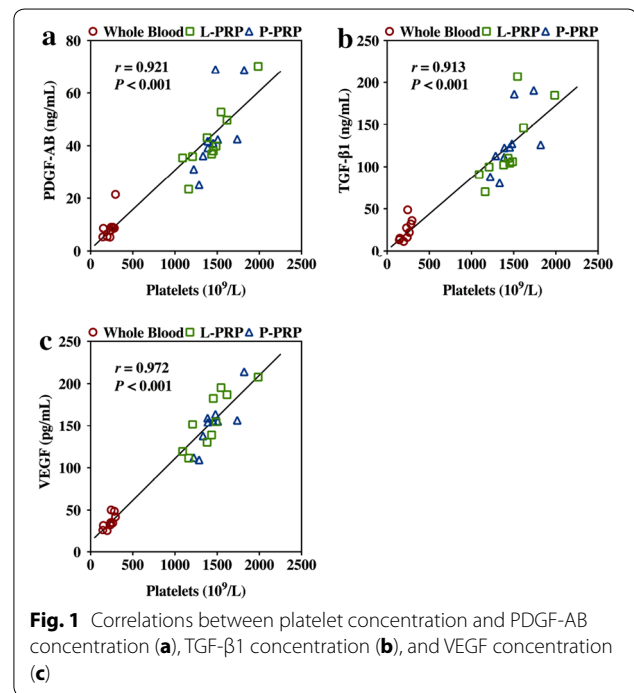 a
○ Whole Blood □ L-PRP △ P-PRP
r = 0.921
P < 0.001
80
60
40
20
0
PDGF-AB (ng/mL)
0 500 1000 1500 2000 2500
Platelets (10⁹/L)
b
○ Whole Blood □ L-PRP △ P-PRP
r = 0.913
P < 0.001
250
200
150
100
50
0
TGF-β1 (ng/mL)
0 500 1000 1500 2000 2500
Platelets (10⁹/L)
c
○ Whole Blood □ L-PRP △ P-PRP
r = 0.972
P < 0.001
250
200
150
100
50
0
VEGF (pg/mL)
0 500 1000 1500 2000 2500
Platelets (10⁹/L)
Fig. 1 Correlations between platelet concentration and PDGF-AB
concentration (a), TGF-β1 concentration (b), and VEGF concentration
(c)